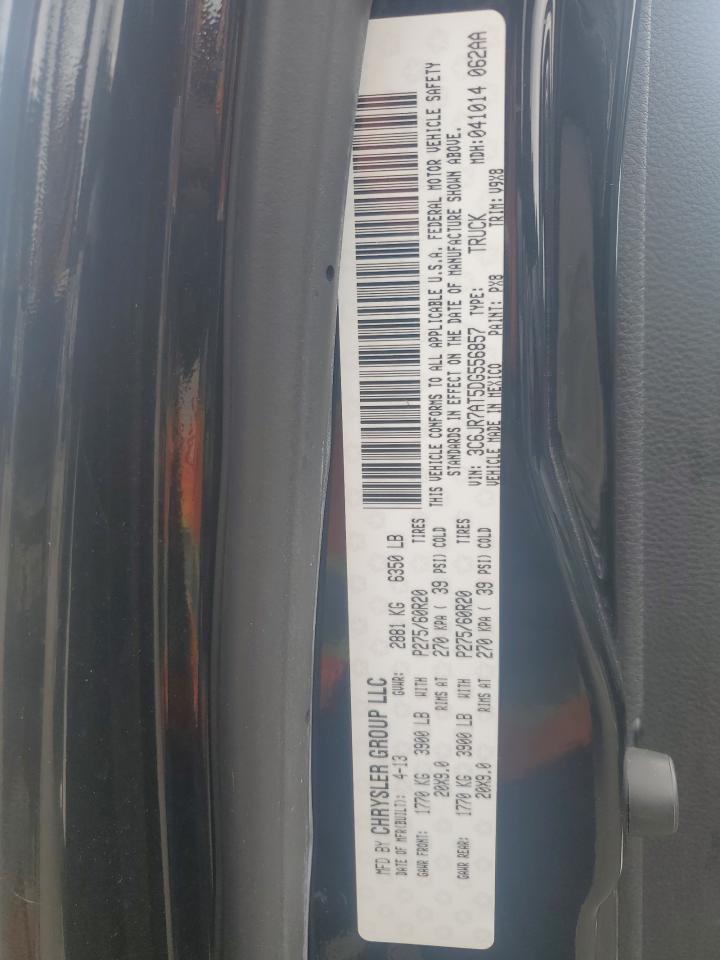 MFD BY CHRYSLER GROUP LLC
DATE OF MFR(BUILT): 4-13 GVWR: 2881 KG 6350 LB
GAWR FRONT: 1770 KG 3900 LB WITH P275/60R20 TIRES
20X9.0 RIMS AT 270 KPA( 39 PSI) COLD
GAWR REAR: 1770 KG 3900 LB WITH P275/60R20 TIRES
20X9.0 RIMS AT 270 KPA( 39 PSI) COLD
THIS VEHICLE CONFORMS TO ALL APPLICABLE U.S.A. FEDERAL MOTOR VEHICLE SAFETY
STANDARDS IN EFFECT ON THE DATE OF MANUFACTURE SHOWN ABOVE.
VIN: 3C6JR7AT5DG556857 TYPE: TRUCK MDH:041014 062AA
VEHICLE MADE IN MEXICO PAINT: PX8 TRIM: V9X8